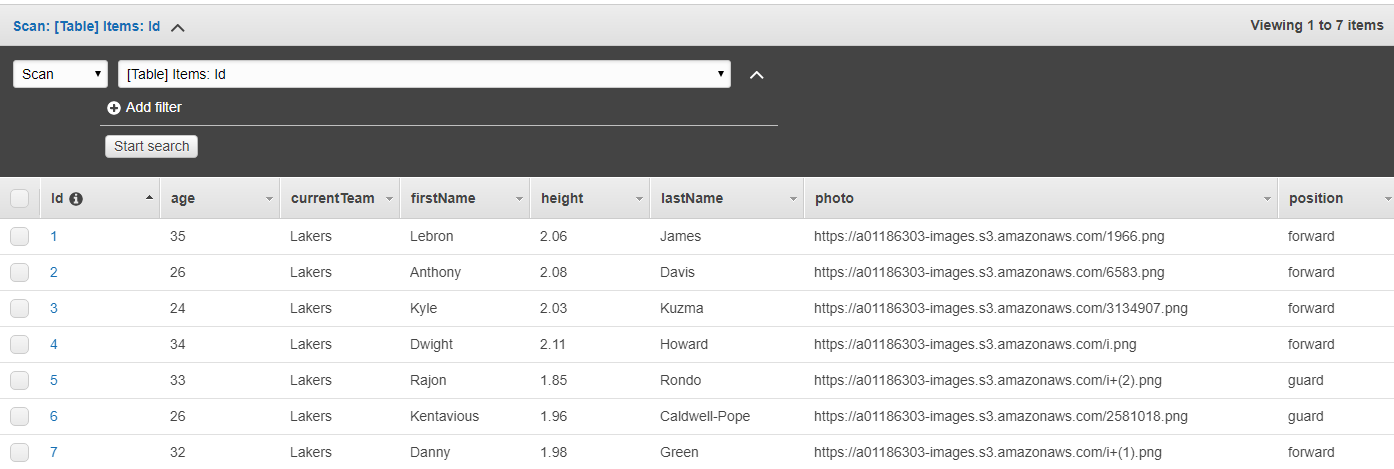 Scan: [Table] Items: Id Viewing 1 to 7 items
Scan [Table] Items: Id
Add filter
Start search
Id age currentTeam firstName height lastName photo position
1 35 Lakers Lebron 2.06 James https://a01186303-images.s3.amazonaws.com/1966.png forward
2 26 Lakers Anthony 2.08 Davis https://a01186303-images.s3.amazonaws.com/6583.png forward
3 24 Lakers Kyle 2.03 Kuzma https://a01186303-images.s3.amazonaws.com/3134907.png forward
4 34 Lakers Dwight 2.11 Howard https://a01186303-images.s3.amazonaws.com/i.png forward
5 33 Lakers Rajon 1.85 Rondo https://a01186303-images.s3.amazonaws.com/i+(2).png guard
6 26 Lakers Kentavious 1.96 Caldwell-Pope https://a01186303-images.s3.amazonaws.com/2581018.png guard
7 32 Lakers Danny 1.98 Green https://a01186303-images.s3.amazonaws.com/i+(1).png forward